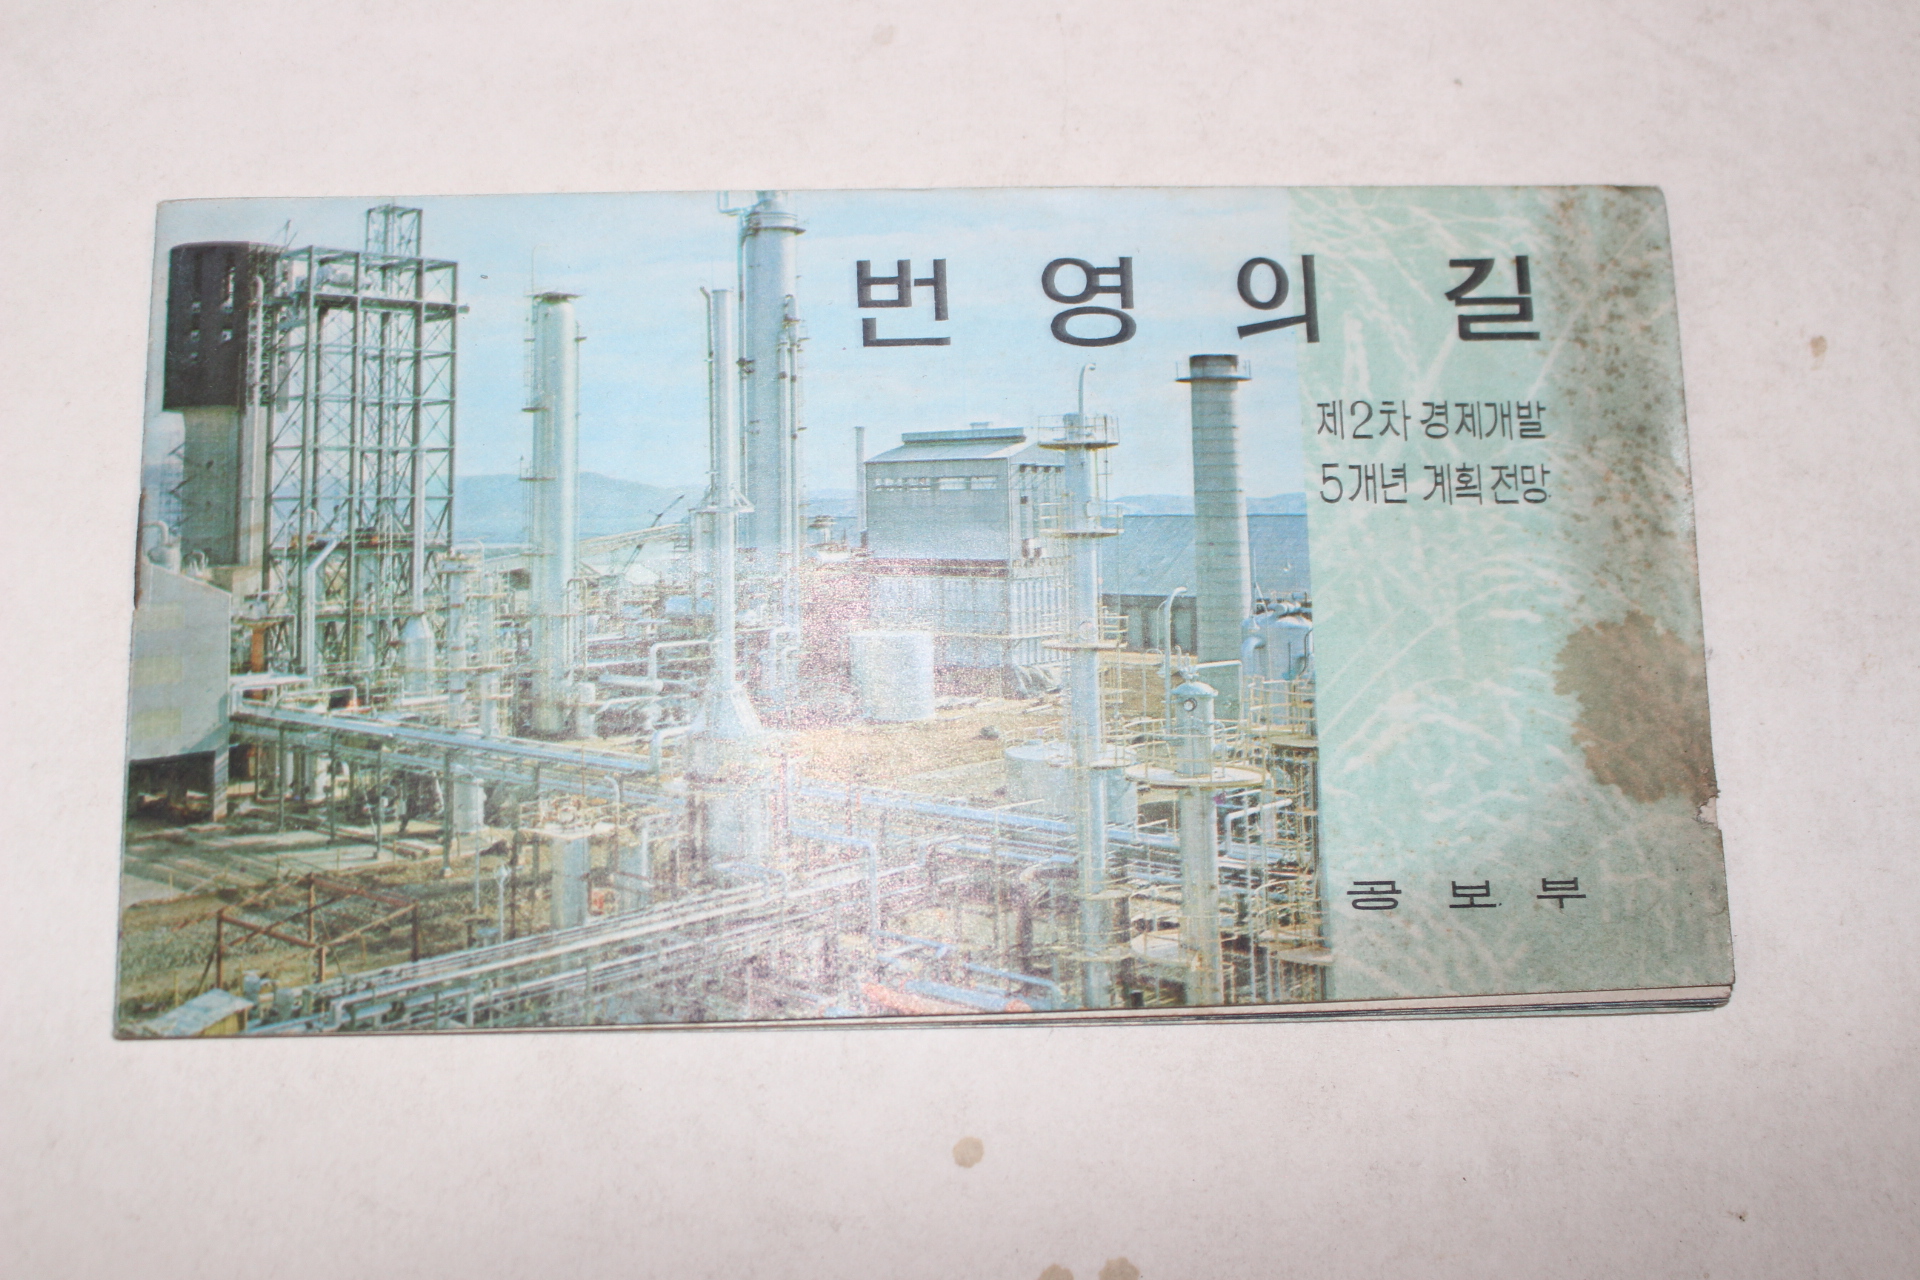 번영의 길
제2차 경제개발
5개년 계획전망
공보부